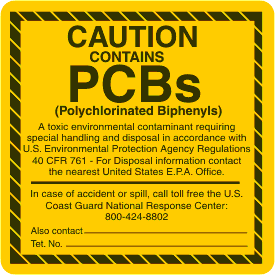 CAUTION
CONTAINS
PCBs
(Polychlorinated Biphenyls)
A toxic environmental contaminant requiring
special handling and disposal in accordance with
U.S. Environmental Protection Agency Regulations
40 CFR 761 - For Disposal information contact
the nearest United States E.P.A. Office.
In case of accident or spill, call toll free the U.S.
Coast Guard National Response Center:
800-424-8802
Also contact
Tet. No.